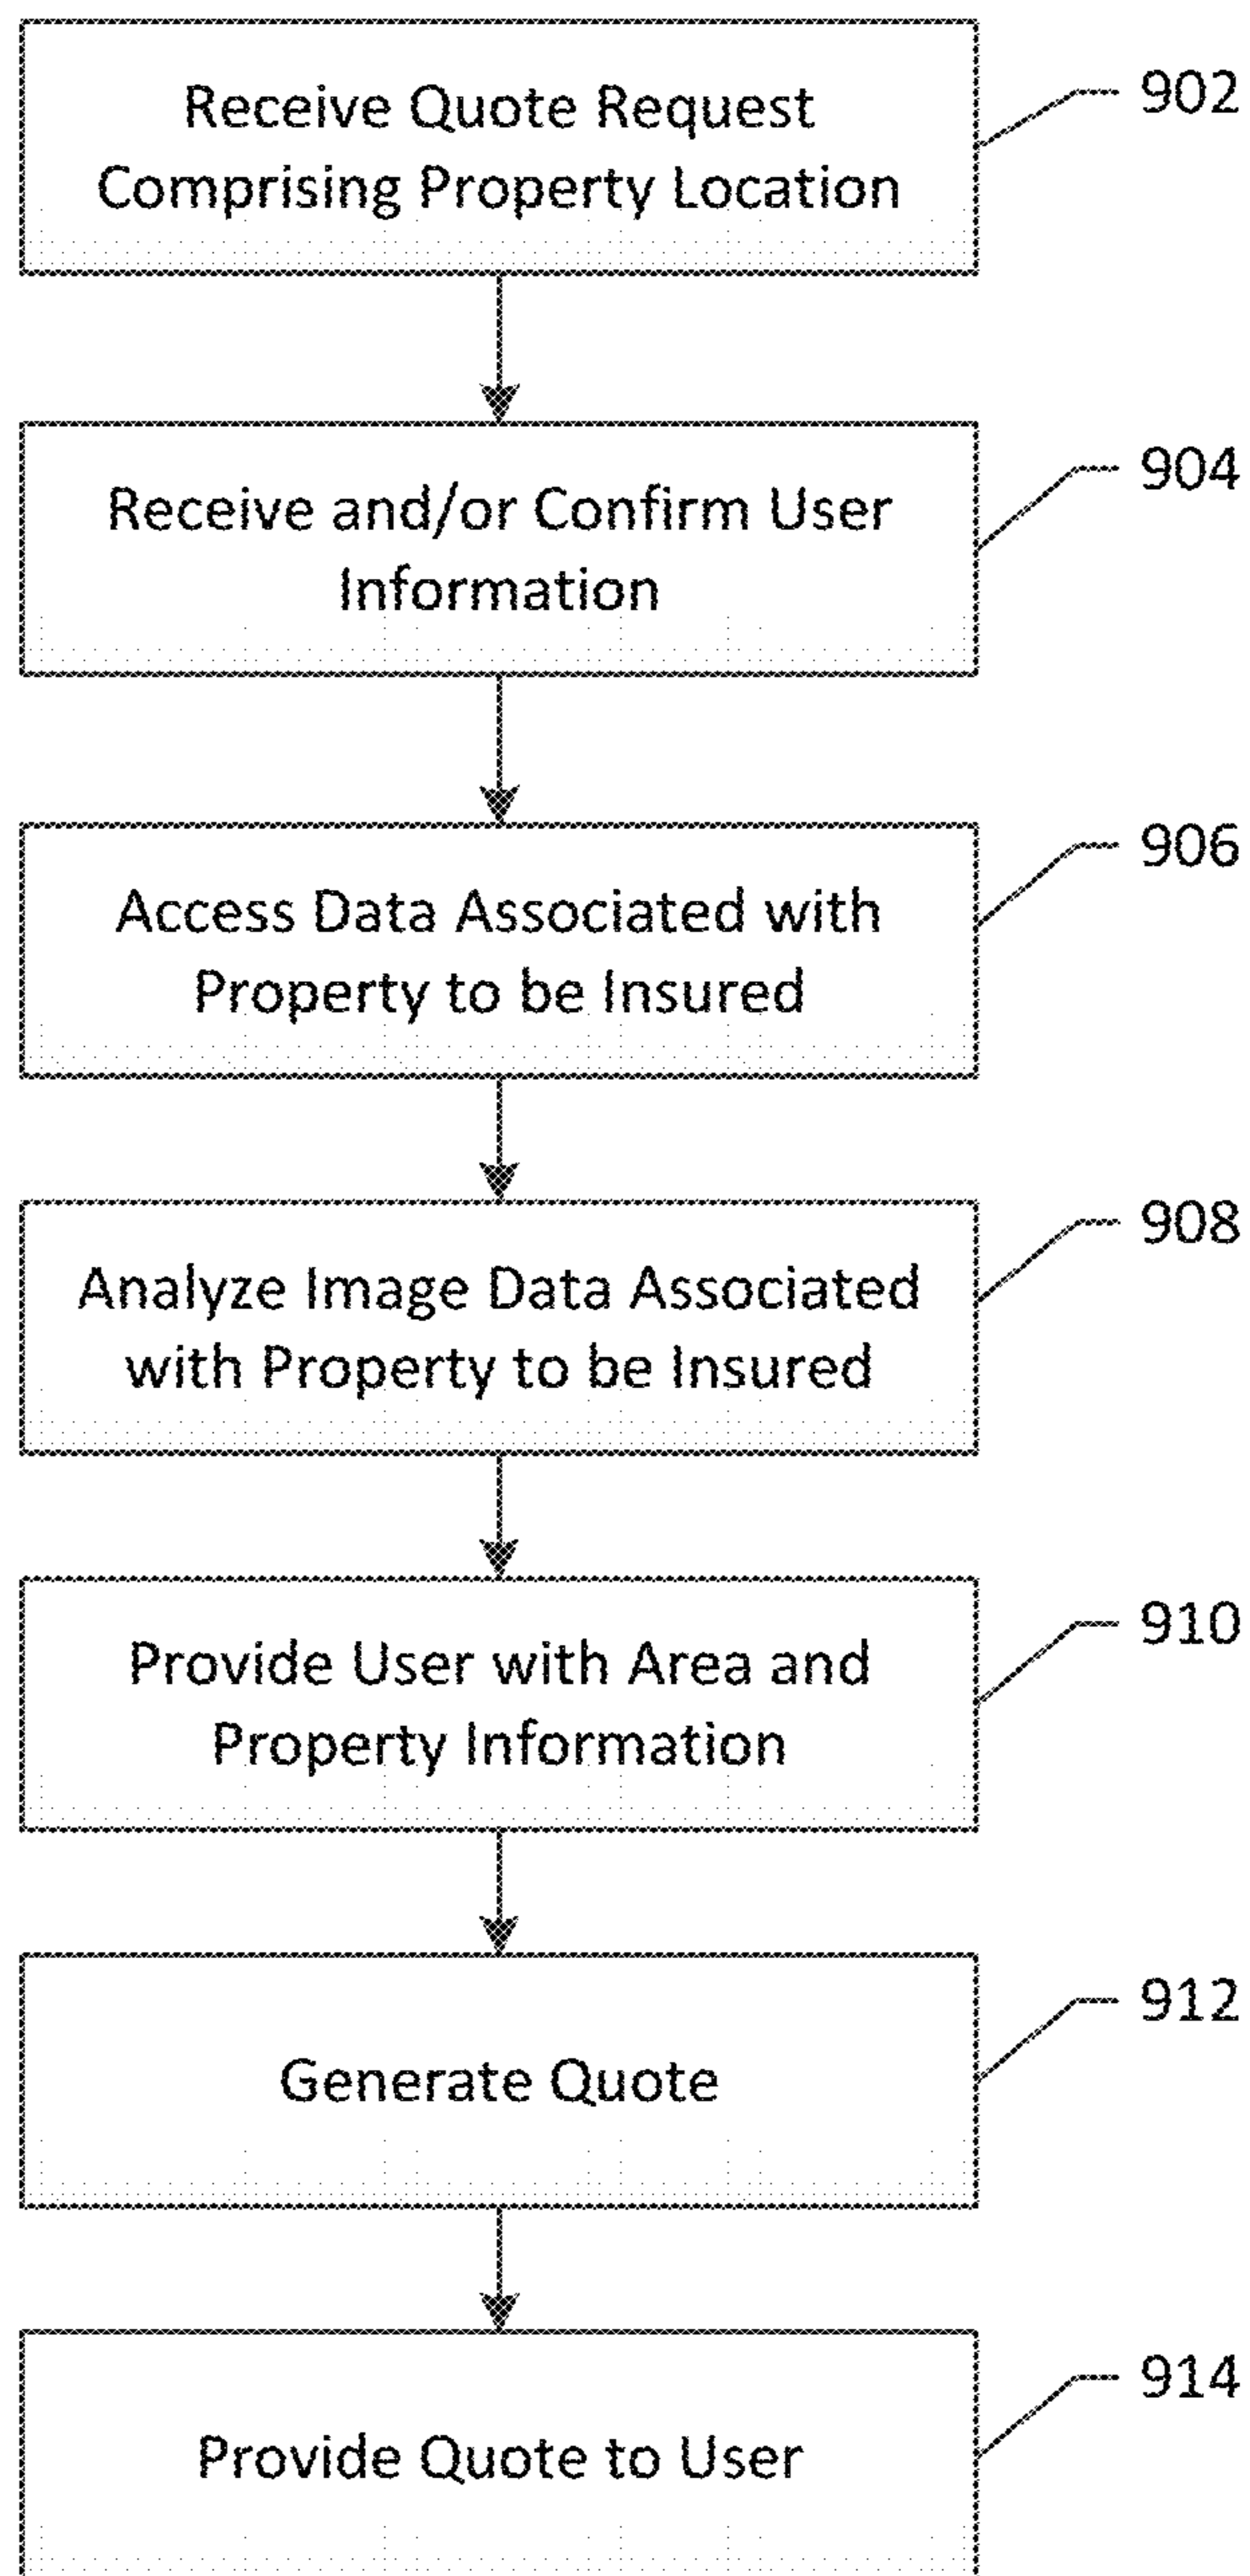 Receive Quote Request
Comprising Property Location
902
Receive and/or Confirm User
Information
904
Access Data Associated with
Property to be Insured
906
Analyze Image Data Associated
with Property to be Insured
908
Provide User with Area and
Property Information
910
Generate Quote
912
Provide Quote to User
914